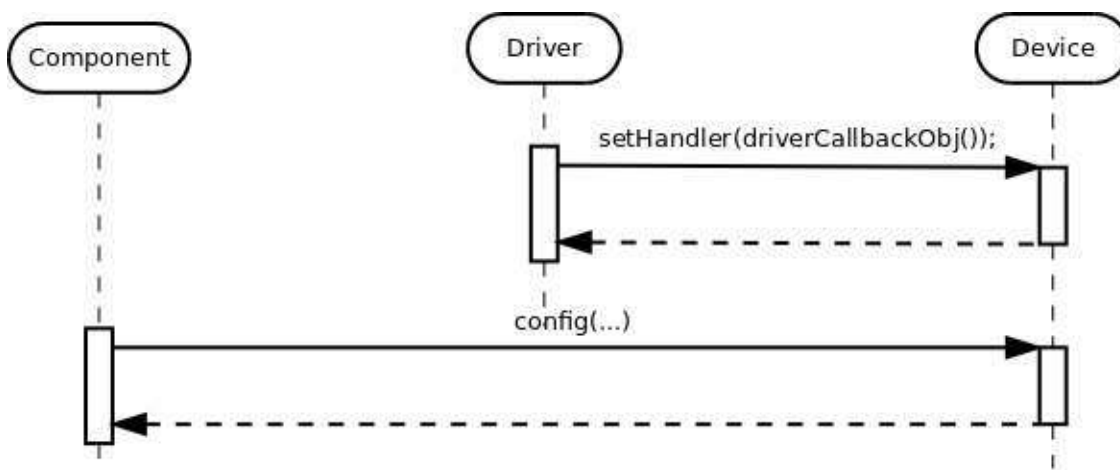 Component
Driver
Device
setHandler(driverCallbackObj());
config(...)